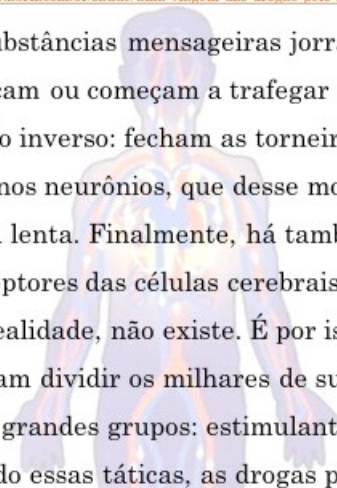 ubstâncias mensageiras jorr
cam ou começam a trafegar
o inverso: fecham as torneir
nos neurônios, que desse mo
lenta. Finalmente, há tamb
ptores das células cerebrais
ealidade, não existe. É por is
am dividir os milhares de su
grandes grupos: estimulant
do essas táticas, as drogas p